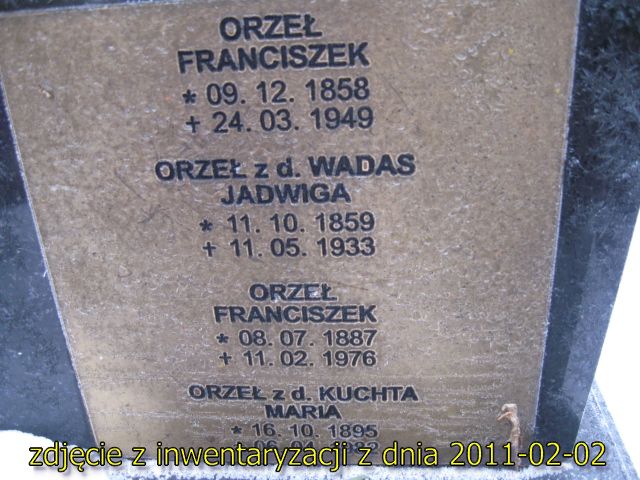 ORZEŁ
FRANCISZEK
* 09. 12. 1858
+ 24. 03. 1949
ORZEŁ z d. WADAS
JADWIGA
* 11. 10. 1859
+ 11. 05. 1933
ORZEŁ
FRANCISZEK
* 08. 07. 1887
+ 11. 02. 1976
ORZEŁ z d. KUCHTA
MARIA
* 16. 10. 1895
zdjęcie z inwentaryzacji z dnia 2011-02-02